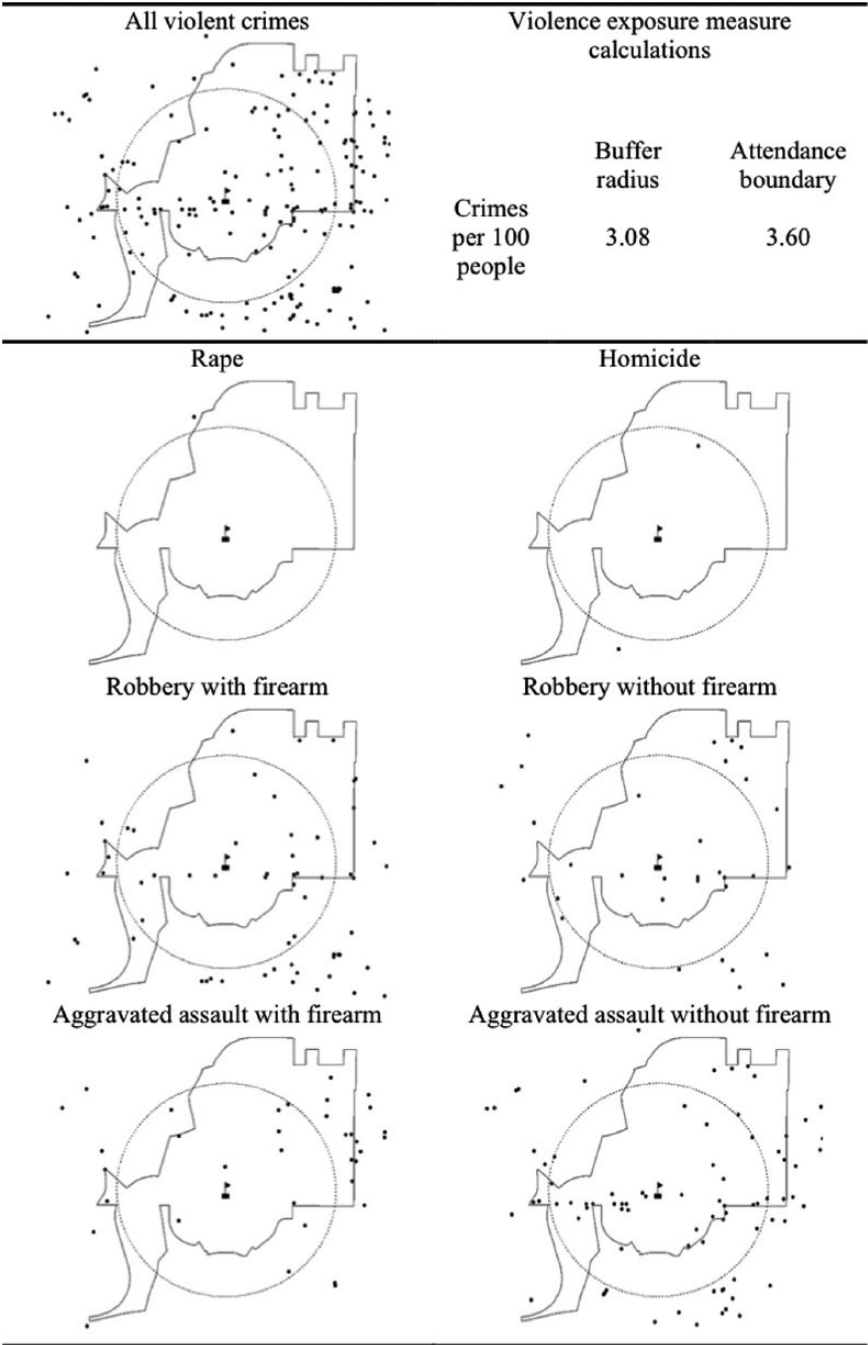 All violent crimes
Violence exposure measure
calculations
Buffer
radius
Attendance
boundary
Crimes
per 100
people
3.08
3.60
Rape
Homicide
Robbery with firearm
Robbery without firearm
Aggravated assault with firearm
Aggravated assault without firearm